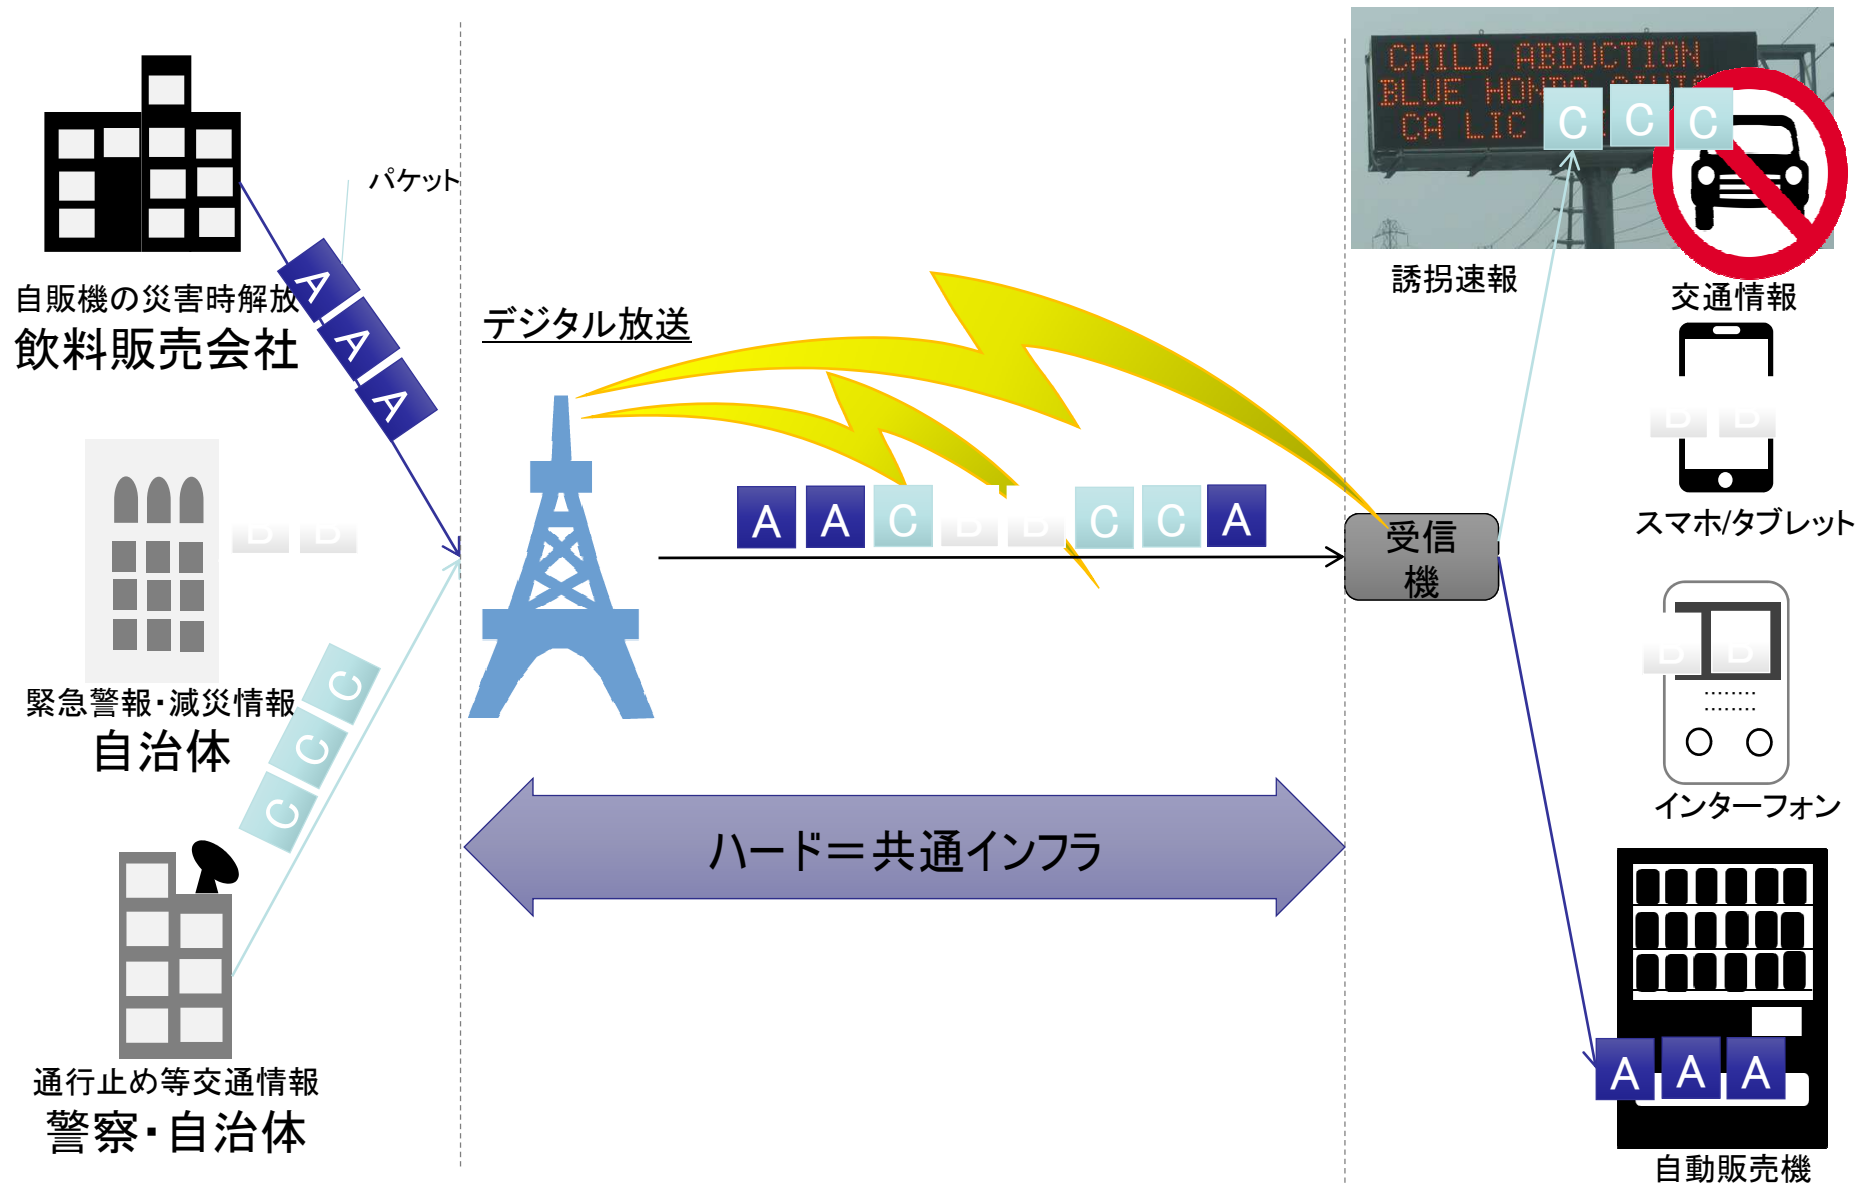 パケット
自販機の災害時解放
飲料販売会社
A
A
A
緊急警報・減災情報
自治体
B B
C
C
C
通行止め等交通情報
警察・自治体
デジタル放送
A A C B B C C A
受信
機
ハード＝共通インフラ
CHILD ABDUCTION
BLUE HONDA CIVIC
CA LIC
C C C
誘拐速報
交通情報
B B
スマホ/タブレット
B B
インターフォン
A A A
自動販売機